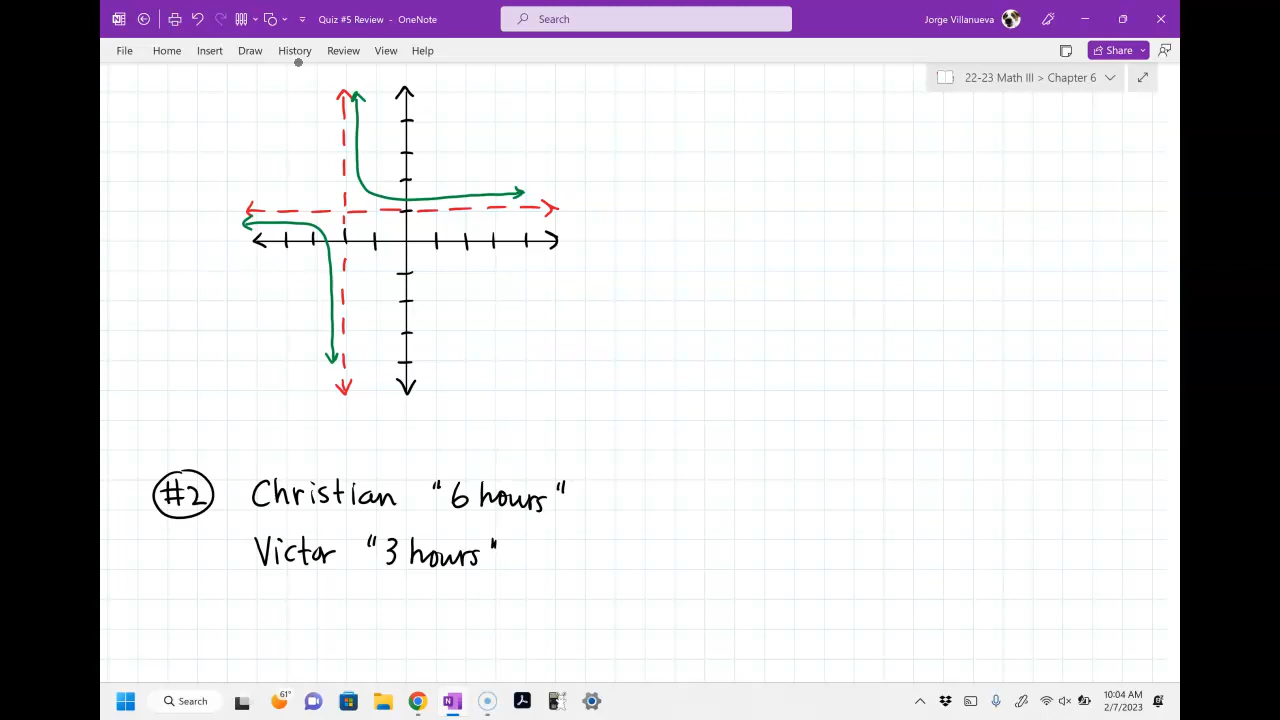 Quiz #5 Review - OneNote
Search
Jorge Villanueva
File Home Insert Draw History Review View Help
Share
22-23 Math III > Chapter 6
#2 Christian "6 hours"
Victor "3 hours"
61°
Search
10:04 AM
2/7/2023